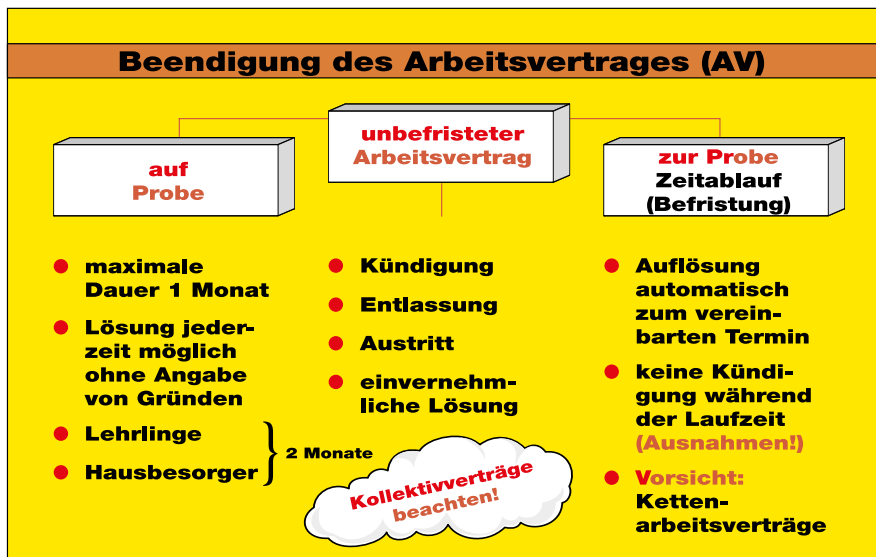 Beendigung des Arbeitsvertrages (AV)
auf
Probe
maximale
Dauer 1 Monat
Lösung jeder-
zeit möglich
ohne Angabe
von Gründen
Lehrlinge
Hausbesorger
2 Monate
unbefristeter
Arbeitsvertrag
Kündigung
Entlassung
Austritt
einvernehm-
liche Lösung
Kollektivverträge
beachten!
zur Probe
Zeitablauf
(Befristung)
Auflösung
automatisch
zum verein-
barten Termin
keine Kündi-
gung während
der Laufzeit
(Ausnahmen!)
Vorsicht:
Ketten-
arbeitsverträge